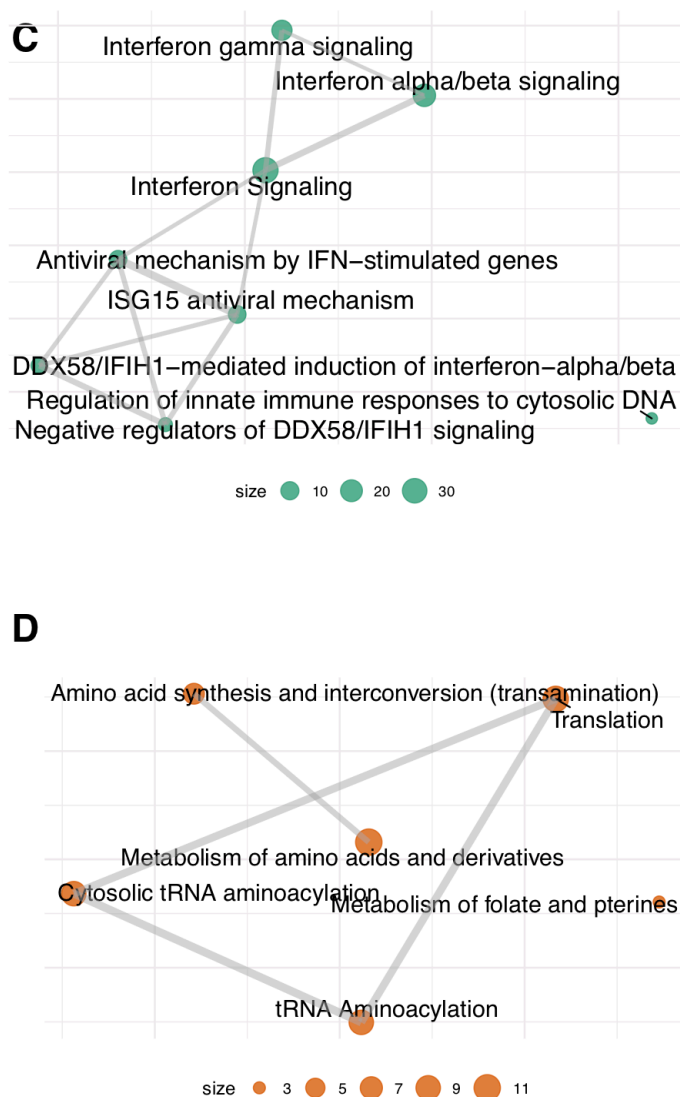 C
Interferon gamma signaling
Interferon alpha/beta signaling
Interferon Signaling
Antiviral mechanism by IFN−stimulated genes
ISG15 antiviral mechanism
DDX58/IFIH1−mediated induction of interferon−alpha/beta
Regulation of innate immune responses to cytosolic DNA
Negative regulators of DDX58/IFIH1 signaling
size 10 20 30
D
Amino acid synthesis and interconversion (transamination)
Translation
Metabolism of amino acids and derivatives
Cytosolic tRNA aminoacylation
Metabolism of folate and pterines
tRNA Aminoacylation
size 3 5 7 9 11